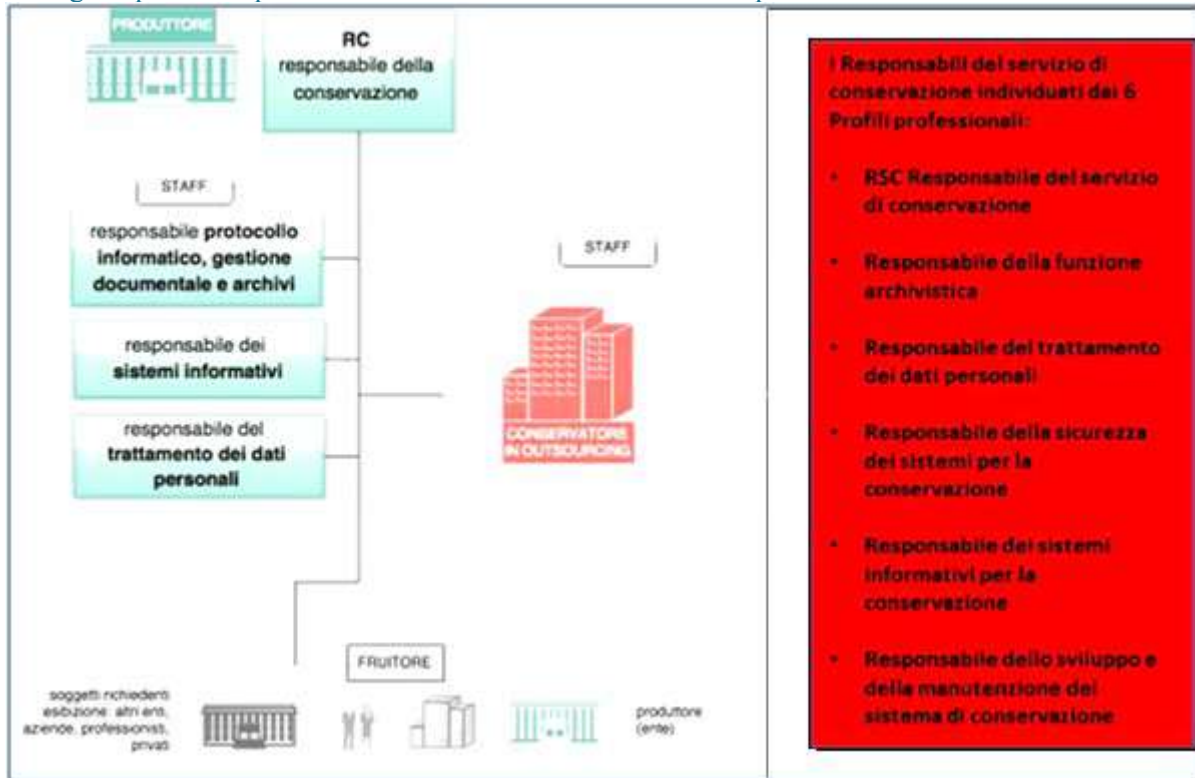 PRODUTTORE
RC
responsabile della
conservazione
STAFF
responsabile protocollo
informatico, gestione
documentale e archivi
responsabile dei
sistemi informativi
responsabile del
trattamento dei dati
personali
STAFF
CONSERVATORE
IN OUTSOURCING
FRUITORE
soggetti richiedenti
esibizione: altri enti,
aziende, professionisti,
privati
produttore
(ente)
I Responsabili del servizio di
conservazione individuati dai 6
Profili professionali:
• RSC Responsabile del servizio
di conservazione
• Responsabile della funzione
archivistica
• Responsabile del trattamento
dei dati personali
• Responsabile della sicurezza
dei sistemi per la
conservazione
• Responsabile dei sistemi
informativi per la
conservazione
• Responsabile dello sviluppo e
della manutenzione del
sistema di conservazione